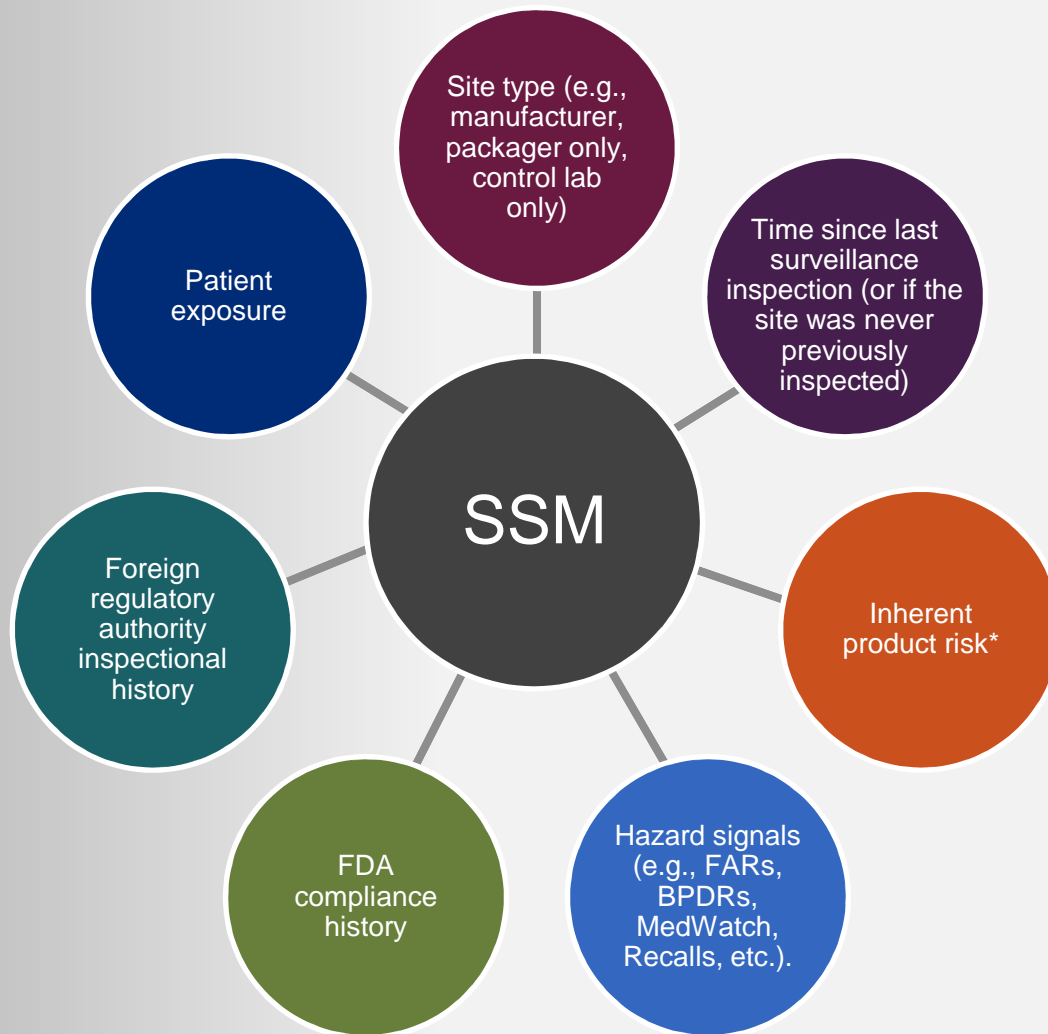 Site type (e.g.,
manufacturer,
packager only,
control lab
only)
Time since last
surveillance
inspection (or if the
site was never
previously
inspected)
Inherent
product risk*
Hazard signals
(e.g., FARs,
BPDRs,
MedWatch,
Recalls, etc.).
FDA
compliance
history
Foreign
regulatory
authority
inspectional
history
Patient
exposure
SSM